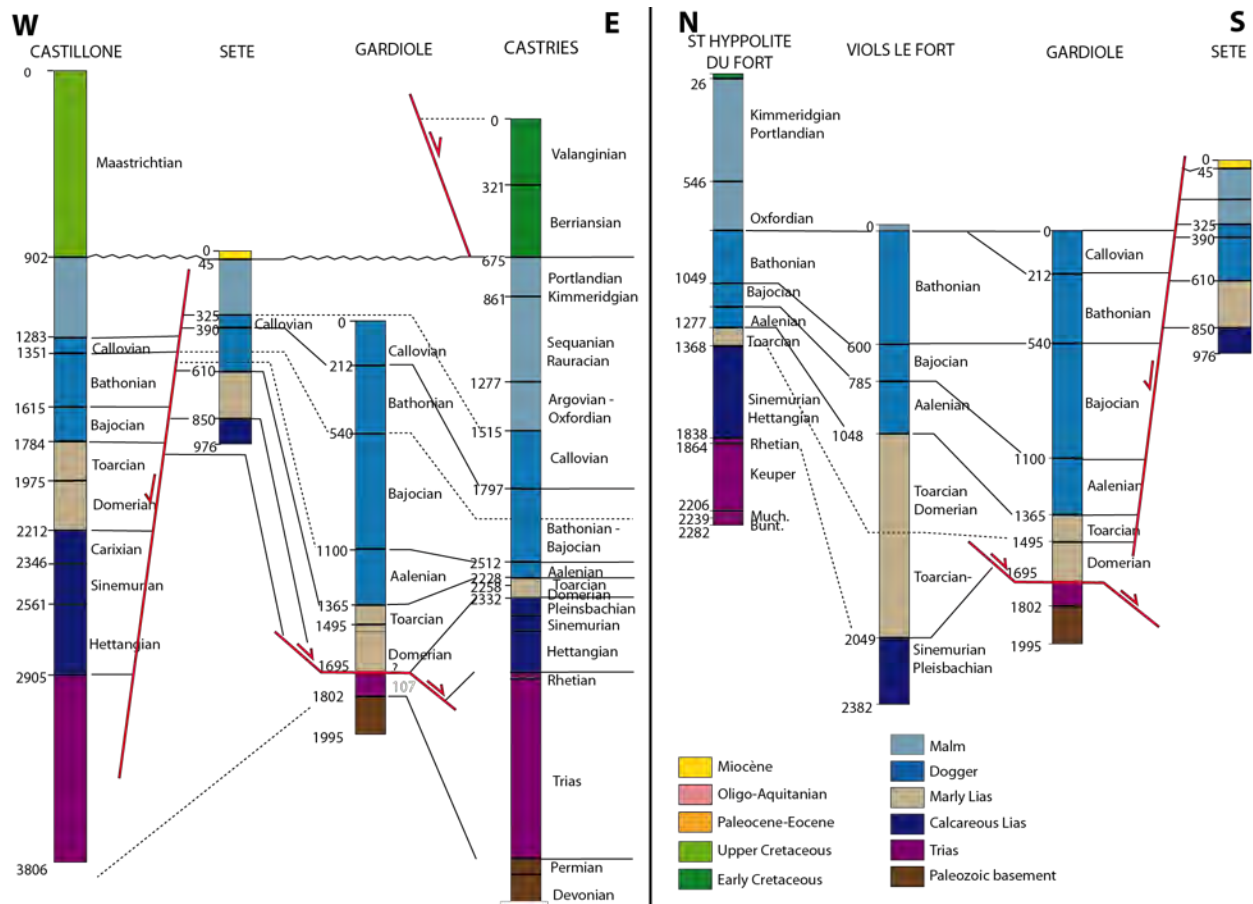 W
E
CASTILLONE
SETE
GARDIOLE
CASTRIES
0
Maastrichtian
902
1283
1351
Callovian
Bathonian
1615
Bajocian
1784
Toarcian
1975
Domerian
2212
Carixian
2346
Sinemurian
2561
Hettangian
2905
3806
0
45
325
390
Callovian
610
850
976
0
Callovian
212
Bathonian
540
Bajocian
1100
Aalenian
1365
Toarcian
1495
Domerian
?
1695
107
1802
1995
0
Valanginian
321
Berriansian
675
Portlandian
Kimmeridgian
861
Sequanian
Rauracian
1277
Argovian -
Oxfordian
1515
Callovian
1797
Bathonian -
Bajocian
2512
Aalenian
2228
Toarcian
2258
Domerian
2332
Pleinsbachian
Sinemurian
Hettangian
Rhetian
Trias
Permian
Devonian
N
S
ST HYPPOLITE
DU FORT
VIOLS LE FORT
GARDIOLE
SETE
26
Kimmeridgian
Portlandian
546
Oxfordian
Bathonian
1049
Bajocian
Aalenian
1277
Toarcian
1368
Sinemurian
Hettangian
1838
Rhetian
1864
Keuper
2206
Much.
2239
Bunt.
2282
0
Bathonian
600
Bajocian
785
Aalenian
1048
Toarcian
Domerian
Toarcian-
2049
Sinemurian
Pleisbachian
2382
0
Callovian
212
Bathonian
540
Bajocian
1100
Aalenian
1365
Toarcian
1495
Domerian
1695
1802
1995
0
45
325
390
610
850
976
Miocène
Oligo-Aquitanian
Paleocene-Eocene
Upper Cretaceous
Early Cretaceous
Malm
Dogger
Marly Lias
Calcareous Lias
Trias
Paleozoic basement